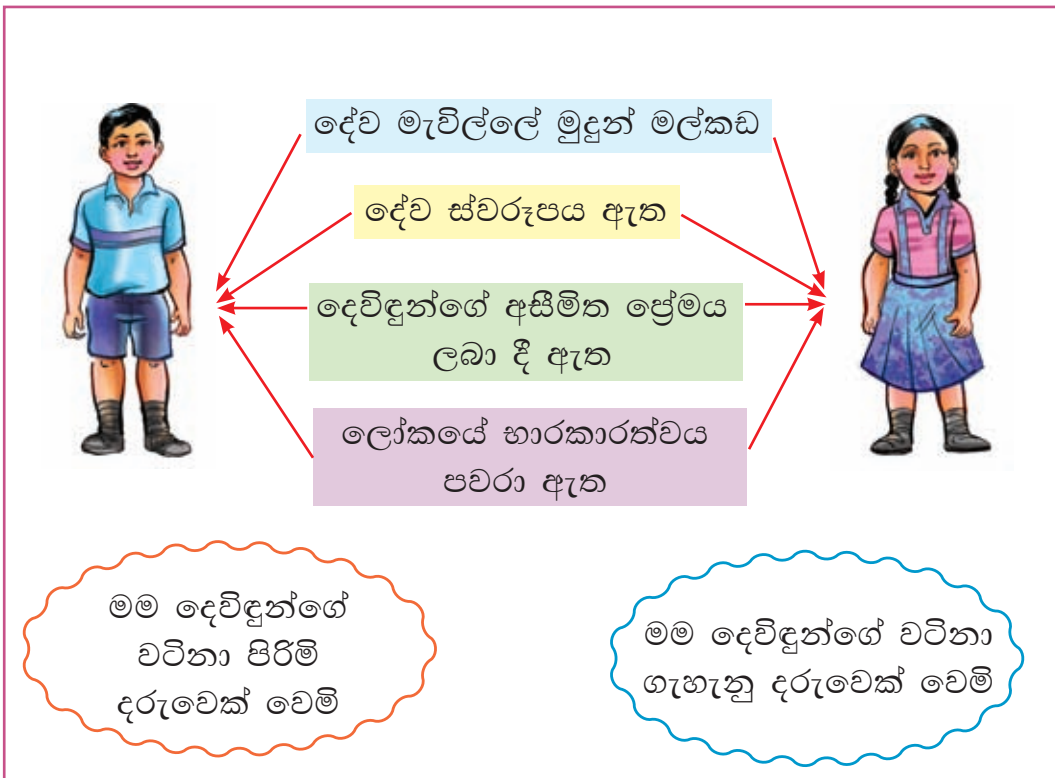 දේව මැවිල්ලේ මුදුන් මල්කඩ
දේව ස්වරූපය ඇත
දෙවිඳුන්ගේ අසීමිත ප්‍රේමය
ලබා දී ඇත
ලෝකයේ භාරකාරත්වය
පවරා ඇත
මම දෙවිඳුන්ගේ
වටිනා පිරිමි
දරුවෙක් වෙමි
මම දෙවිඳුන්ගේ වටිනා
ගැහැනු දරුවෙක් වෙමි